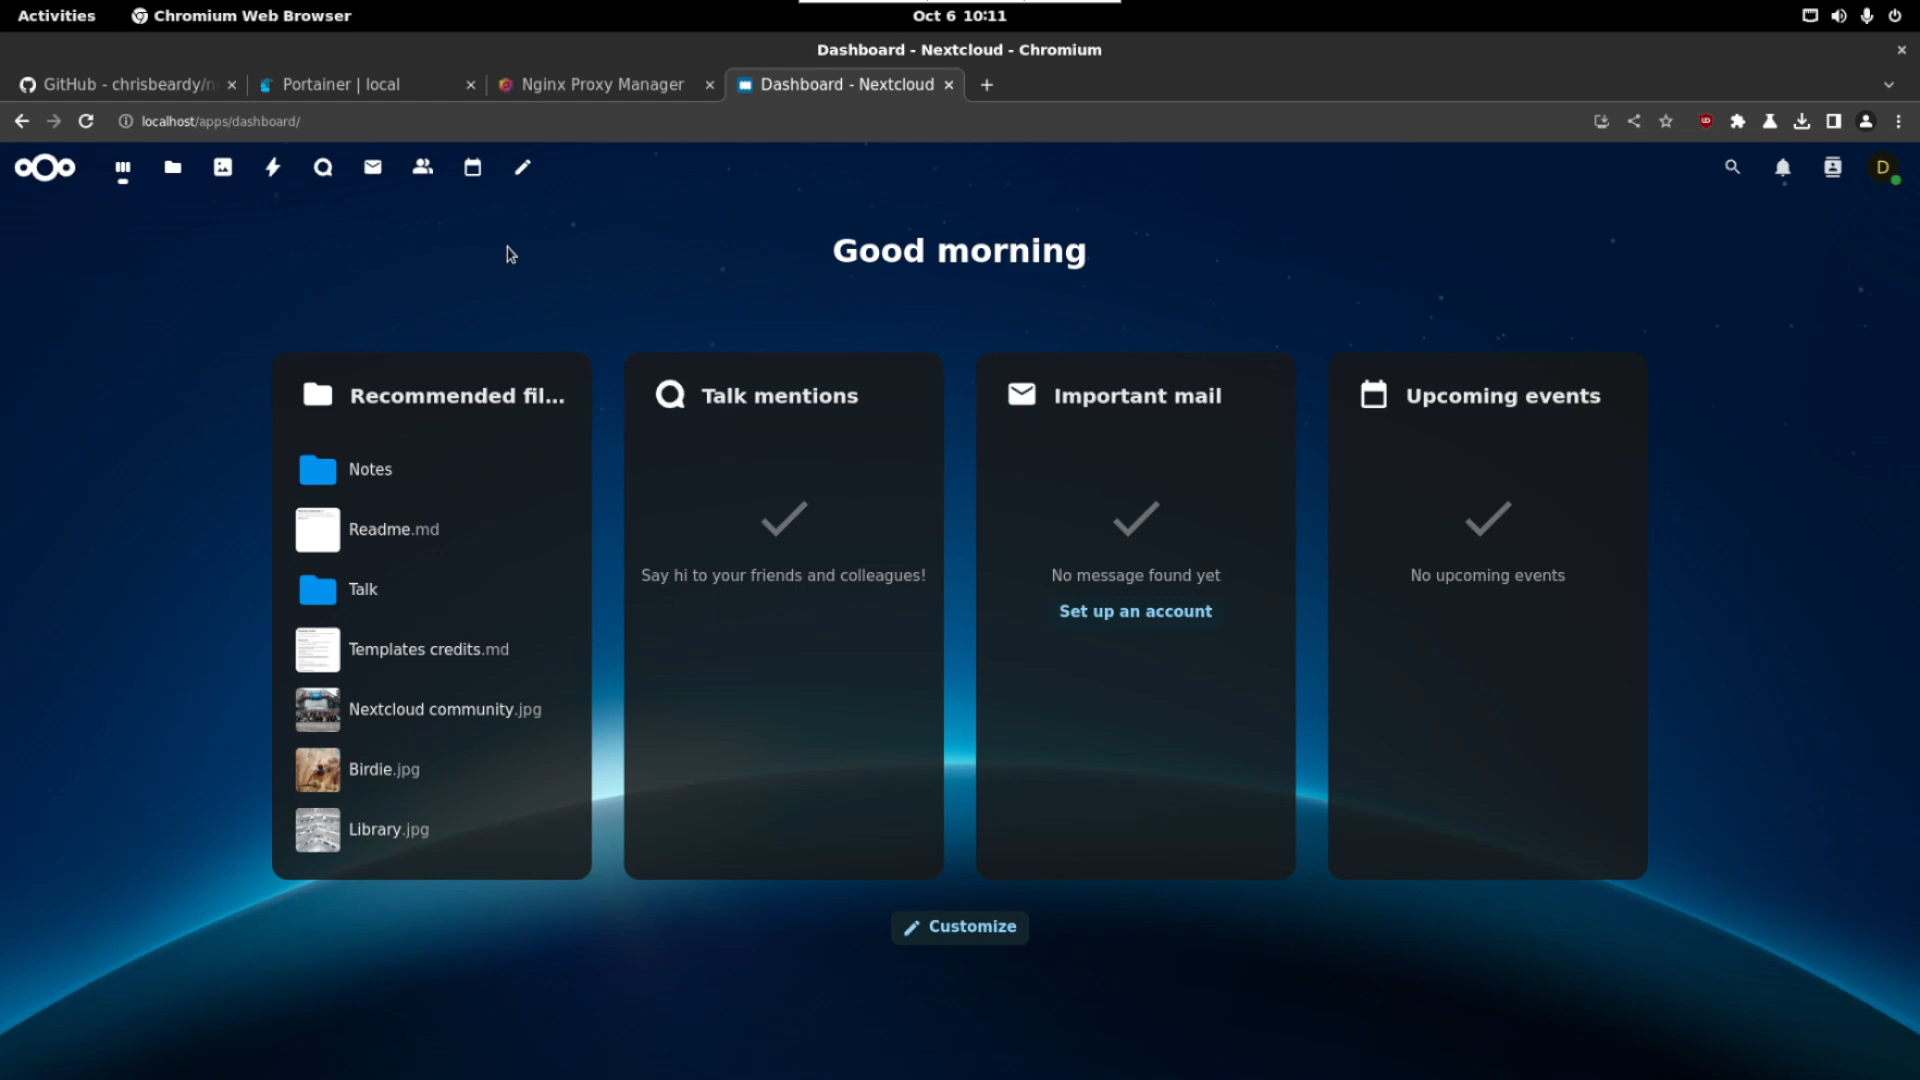 Activities Chromium Web Browser Oct 6 10:11
Dashboard - Nextcloud - Chromium
GitHub - chrisbeardy/n Portainer | local Nginx Proxy Manager Dashboard - Nextcloud
localhost/apps/dashboard/
D
Good morning
Recommended fil...
Notes
Readme.md
Talk
Templates credits.md
Nextcloud community.jpg
Birdie.jpg
Library.jpg
Talk mentions
Say hi to your friends and colleagues!
Important mail
No message found yet
Set up an account
Upcoming events
No upcoming events
Customize